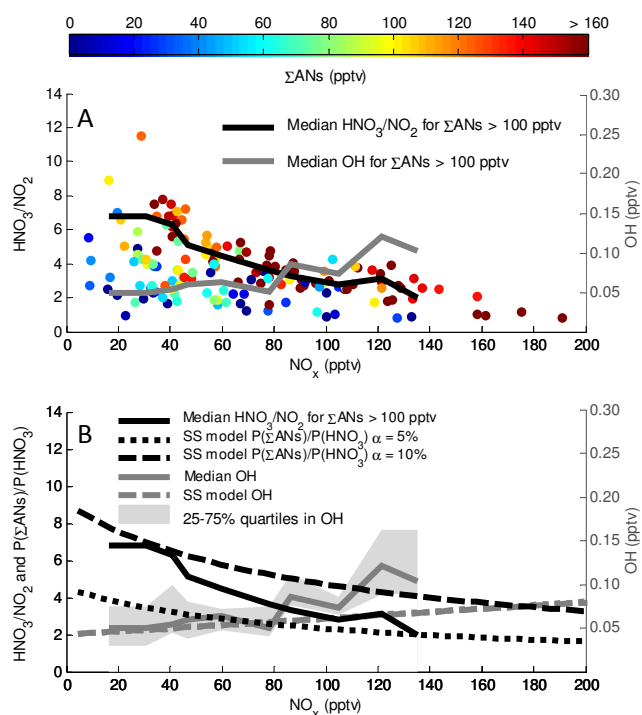 0 20 40 60 80 100 120 140 > 160
ΣANs (pptv)
A
Median HNO3/NO2 for ΣANs > 100 pptv
Median OH for ΣANs > 100 pptv
14
12
10
8
6
4
2
0
HNO3/NO2
0.30
0.25
0.20
0.15
0.10
0.05
0.00
OH (pptv)
0 20 40 60 80 100 120 140 160 180 200
NOx (pptv)
B
Median HNO3/NO2 for ΣANs > 100 pptv
SS model P(ΣANs)/P(HNO3) α = 5%
SS model P(ΣANs)/P(HNO3) α = 10%
Median OH
SS model OH
25-75% quartiles in OH
14
12
10
8
6
4
2
0
HNO3/NO2 and P(ΣANs)/P(HNO3)
0.30
0.25
0.20
0.15
0.10
0.05
0.00
OH (pptv)
0 20 40 60 80 100 120 140 160 180 200
NOx (pptv)